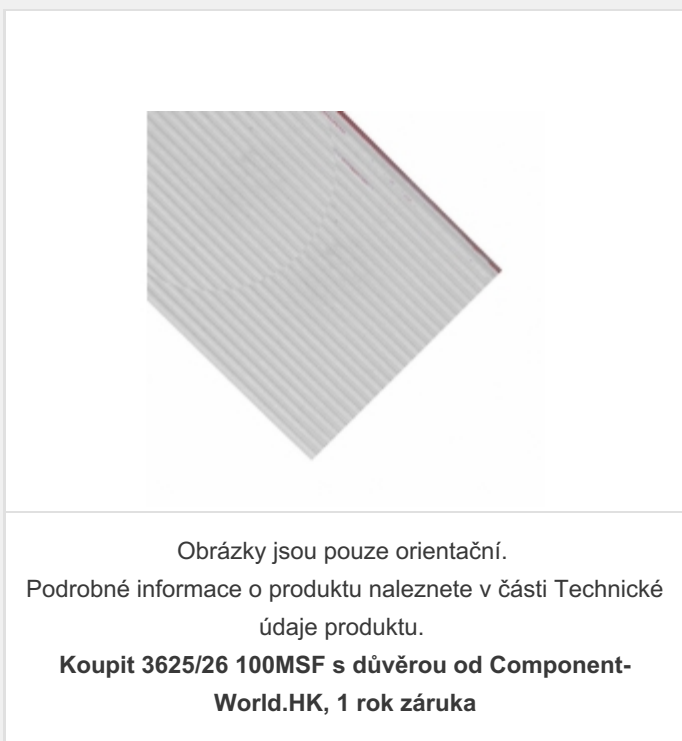 Obrázky jsou pouze orientační.
Podrobné informace o produktu naleznete v části Technické
údaje produktu.
Koupit 3625/26 100MSF s důvěrou od Component-
World.HK, 1 rok záruka